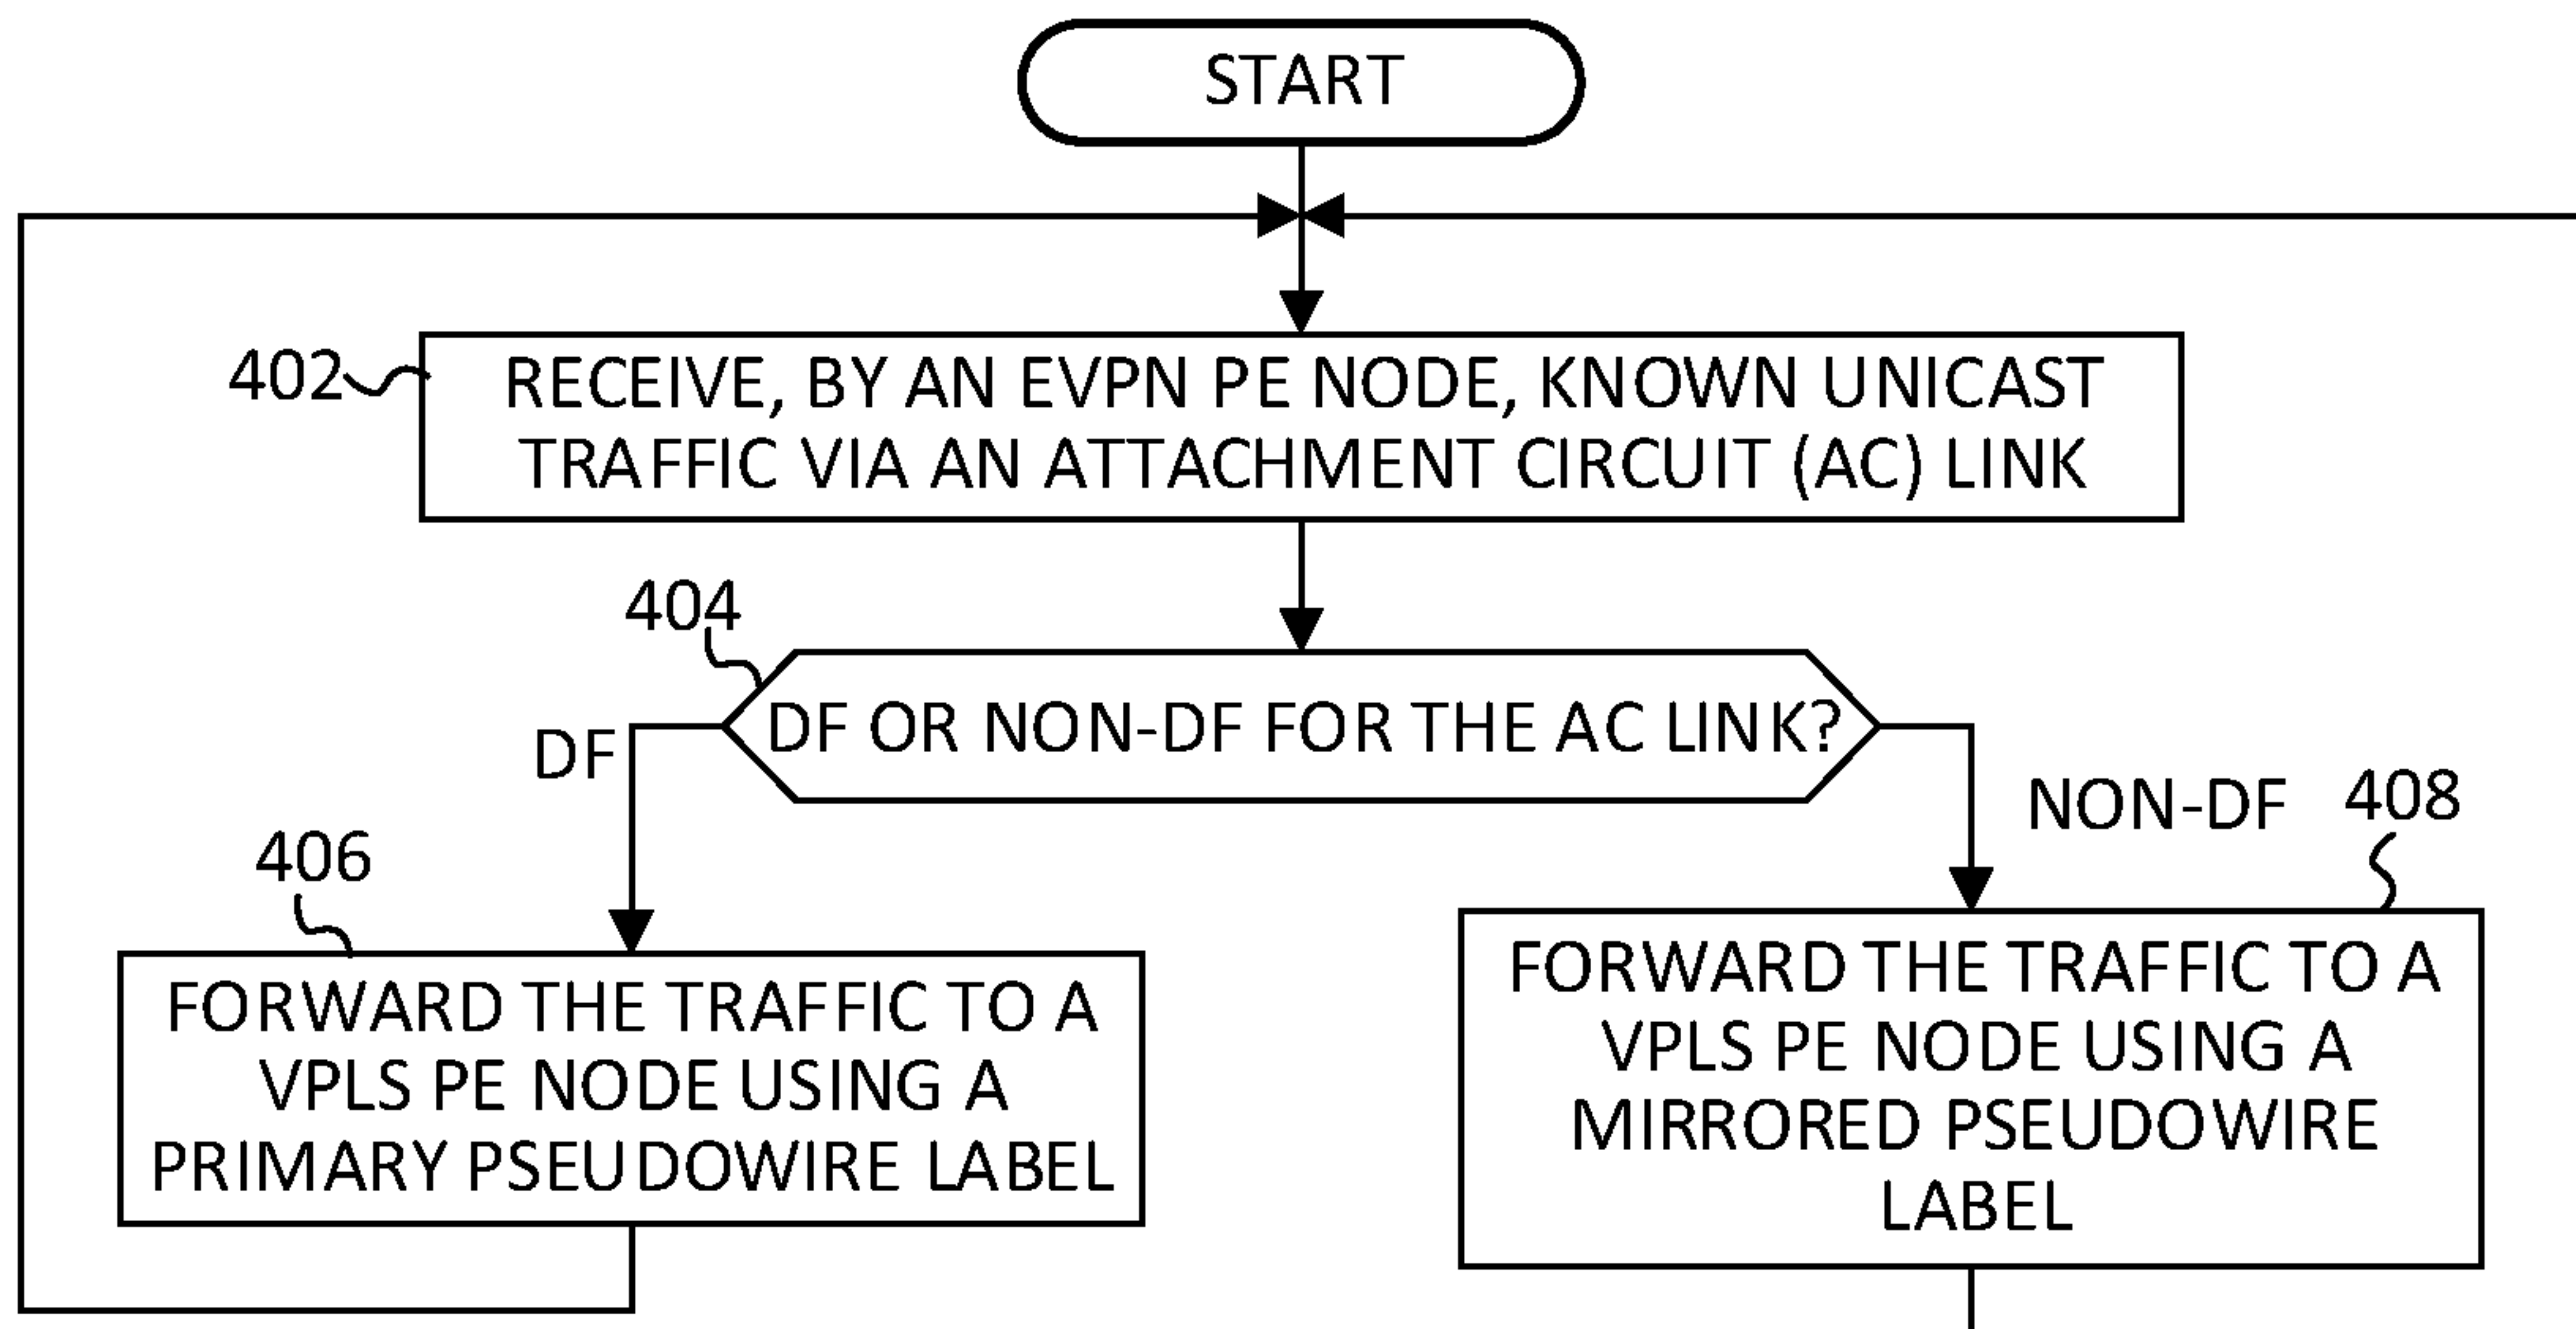 START
402
RECEIVE, BY AN EVPN PE NODE, KNOWN UNICAST
TRAFFIC VIA AN ATTACHMENT CIRCUIT (AC) LINK
404
DF OR NON-DF FOR THE AC LINK?
DF
NON-DF
406
FORWARD THE TRAFFIC TO A
VPLS PE NODE USING A
PRIMARY PSEUDOWIRE LABEL
408
FORWARD THE TRAFFIC TO A
VPLS PE NODE USING A
MIRRORED PSEUDOWIRE
LABEL